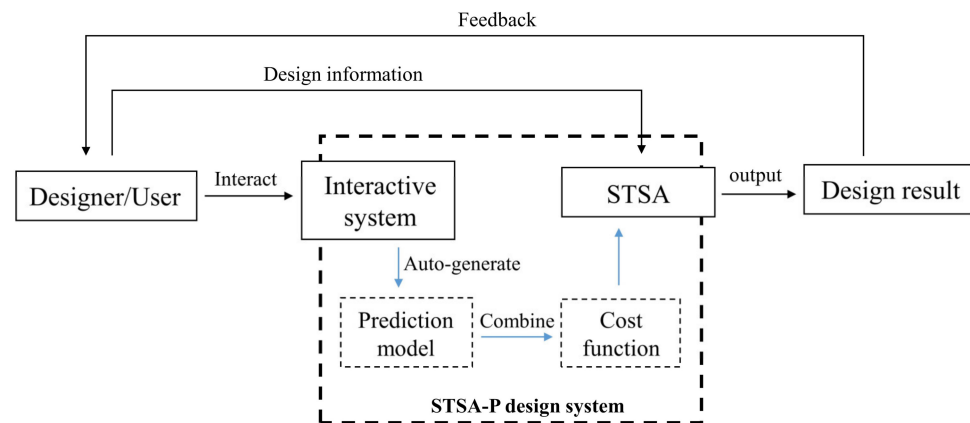 Feedback
Design information
Designer/User
Interact
Interactive
system
STSA
output
Design result
Auto-generate
Prediction
model
Combine
Cost
function
STSA-P design system